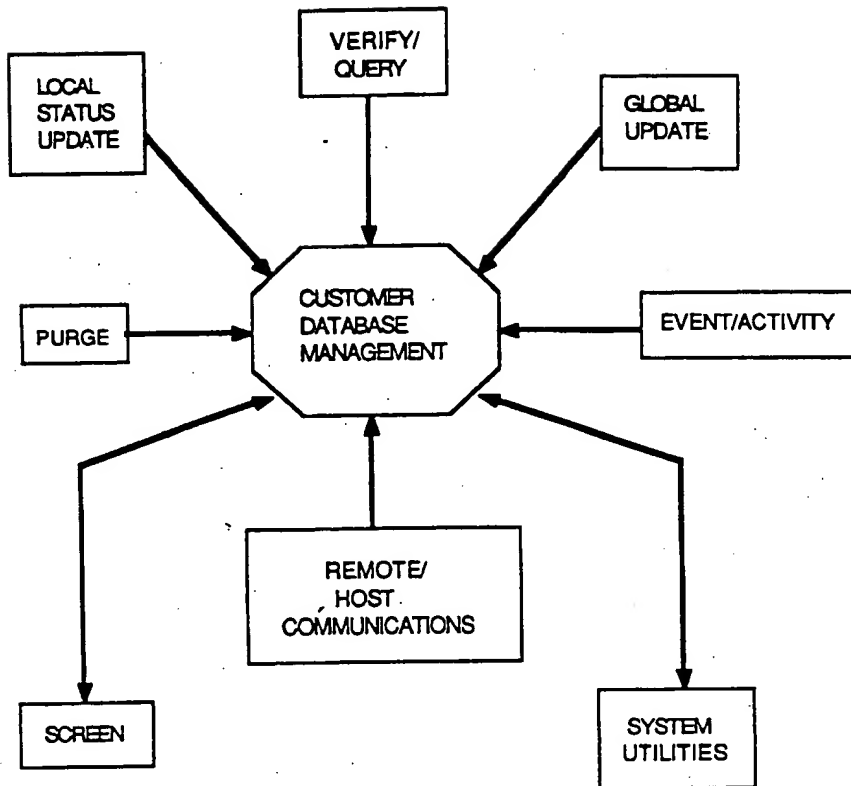 VERIFY/
QUERY
LOCAL
STATUS
UPDATE
GLOBAL
UPDATE
CUSTOMER
DATABASE
MANAGEMENT
PURGE
EVENT/ACTIVITY
REMOTE/
HOST
COMMUNICATIONS
SCREEN
SYSTEM
UTILITIES